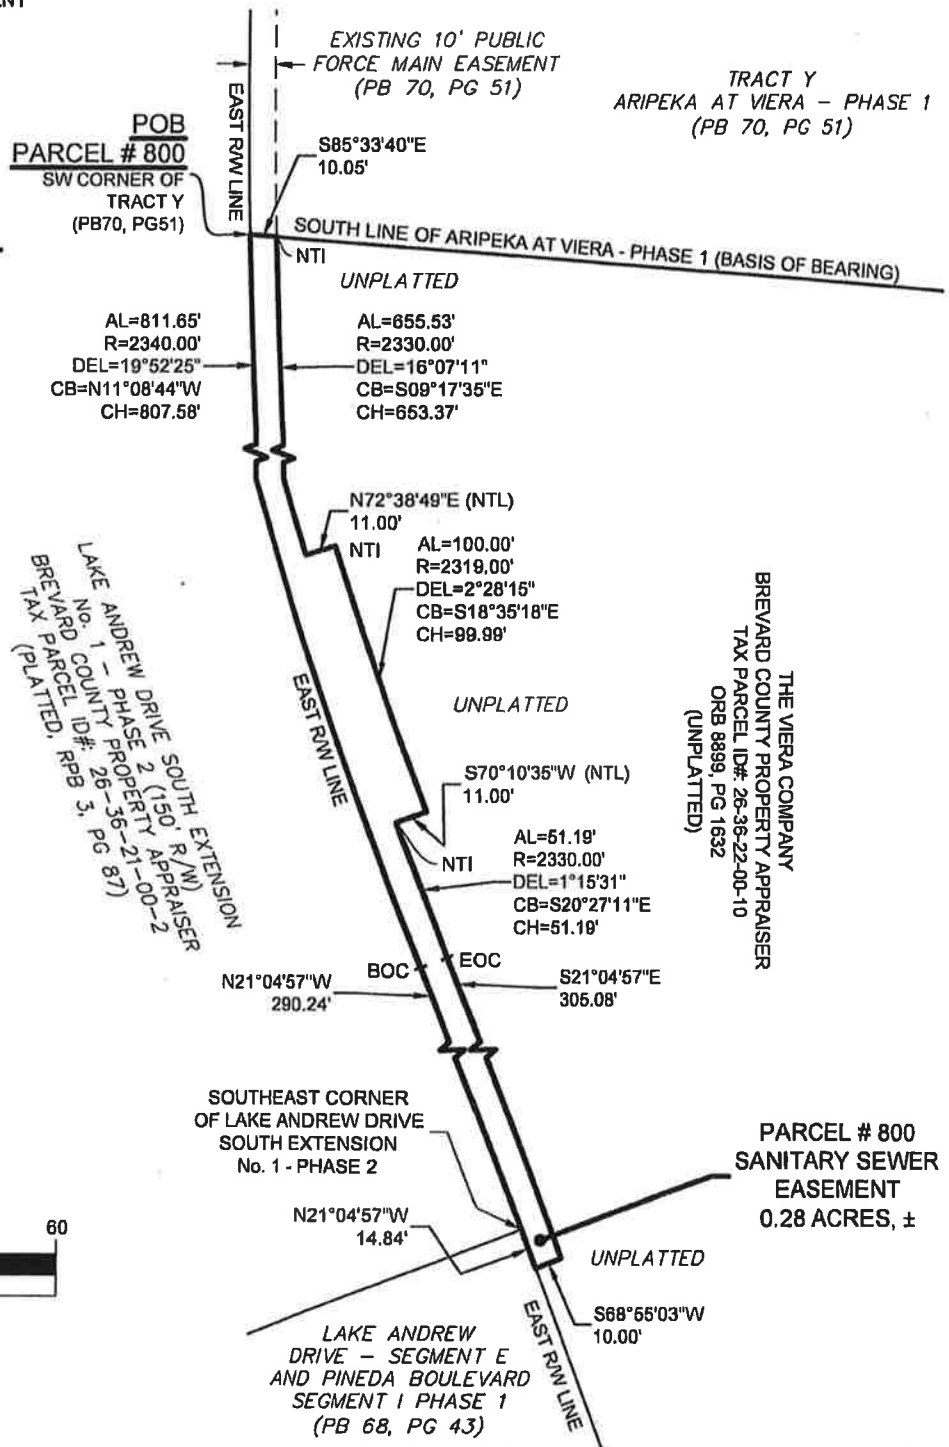 EXISTING 10' PUBLIC
FORCE MAIN EASEMENT
(PB 70, PG 51)
TRACT Y
ARIPEKA AT VIERA - PHASE 1
(PB 70, PG 51)
EAST R/W LINE
POB
PARCEL # 800
SW CORNER OF
TRACT Y
(PB70, PG51)
S85°33'40"E
10.05'
SOUTH LINE OF ARIPEKA AT VIERA - PHASE 1 (BASIS OF BEARING)
NTI
UNPLATTED
AL=811.65'
R=2340.00'
DEL=19°52'25"
CB=N11°08'44"W
CH=807.58'
AL=655.53'
R=2330.00'
DEL=16°07'11"
CB=S09°17'35"E
CH=653.37'
N72°38'49"E (NTL)
11.00'
NTI
AL=100.00'
R=2319.00'
DEL=2°28'15"
CB=S18°35'18"E
CH=99.99'
LAKE ANDREW DRIVE SOUTH EXTENSION
No. 1 - PHASE 2 (150' R/W)
BREVARD COUNTY PROPERTY APPRAISER
TAX PARCEL ID#: 26-36-21-00-2
(PLATTED, RPB 3, PG 87)
EAST R/W LINE
UNPLATTED
THE VIERA COMPANY
BREVARD COUNTY PROPERTY APPRAISER
TAX PARCEL ID#: 26-36-22-00-10
ORB 8899, PG 1632
(UNPLATTED)
S70°10'35"W (NTL)
11.00'
NTI
AL=51.19'
R=2330.00'
DEL=1°15'31"
CB=S20°27'11"E
CH=51.19'
BOC
EOC
N21°04'57"W
290.24'
S21°04'57"E
305.08'
SOUTHEAST CORNER
OF LAKE ANDREW DRIVE
SOUTH EXTENSION
No. 1 - PHASE 2
PARCEL # 800
SANITARY SEWER
EASEMENT
0.28 ACRES, ±
N21°04'57"W
14.84'
60
UNPLATTED
S68°55'03"W
10.00'
EAST R/W LINE
LAKE ANDREW
DRIVE - SEGMENT E
AND PINEDA BOULEVARD
SEGMENT I PHASE 1
(PB 68, PG 43)